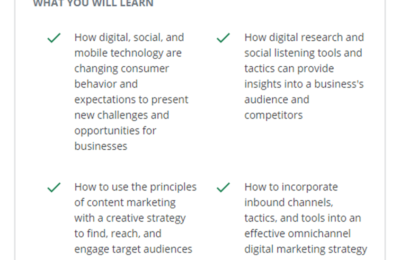 WHAT YOU WILL LEARN
How digital, social, and
mobile technology are
changing consumer
behavior and
expectations to present
new challenges and
opportunities for
businesses
How digital research and
social listening tools and
tactics can provide
insights into a business's
audience and
competitors
How to use the principles
of content marketing
with a creative strategy
to find, reach, and
engage target audiences
How to incorporate
inbound channels,
tactics, and tools into an
effective omnichannel
digital marketing strategy